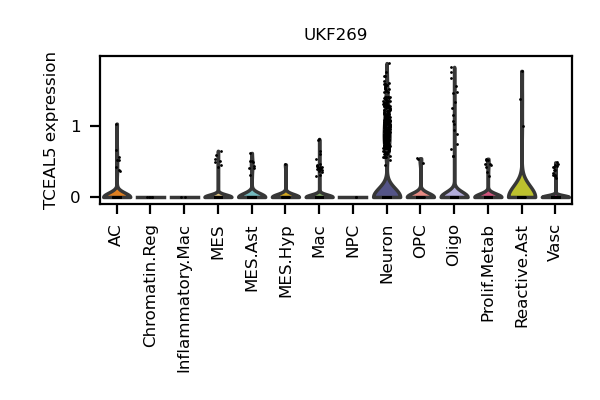 UKF269
TCEAL5 expression
1
0
AC
Chromatin.Reg
Inflammatory.Mac
MES
MES.Ast
MES.Hyp
Mac
NPC
Neuron
OPC
Oligo
Prolif.Metab
Reactive.Ast
Vasc